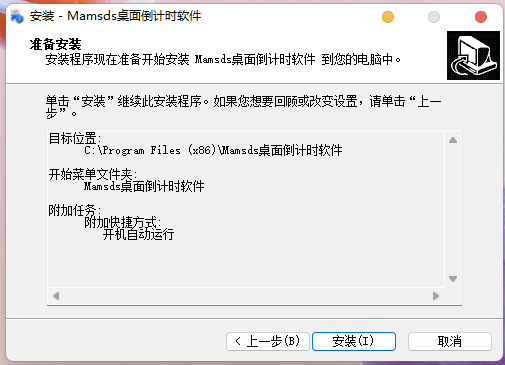 安装 - Mamsds桌面倒计时软件
准备安装
安装程序现在准备开始安装 Mamsds桌面倒计时软件 到您的电脑中。
单击“安装”继续此安装程序。如果您想要回顾或改变设置，请单击“上一
步”。
目标位置:
C:\Program Files (x86)\Mamsds桌面倒计时软件
开始菜单文件夹:
Mamsds桌面倒计时软件
附加任务:
附加快捷方式:
开机自动运行
< 上一步(B)
安装(I)
取消